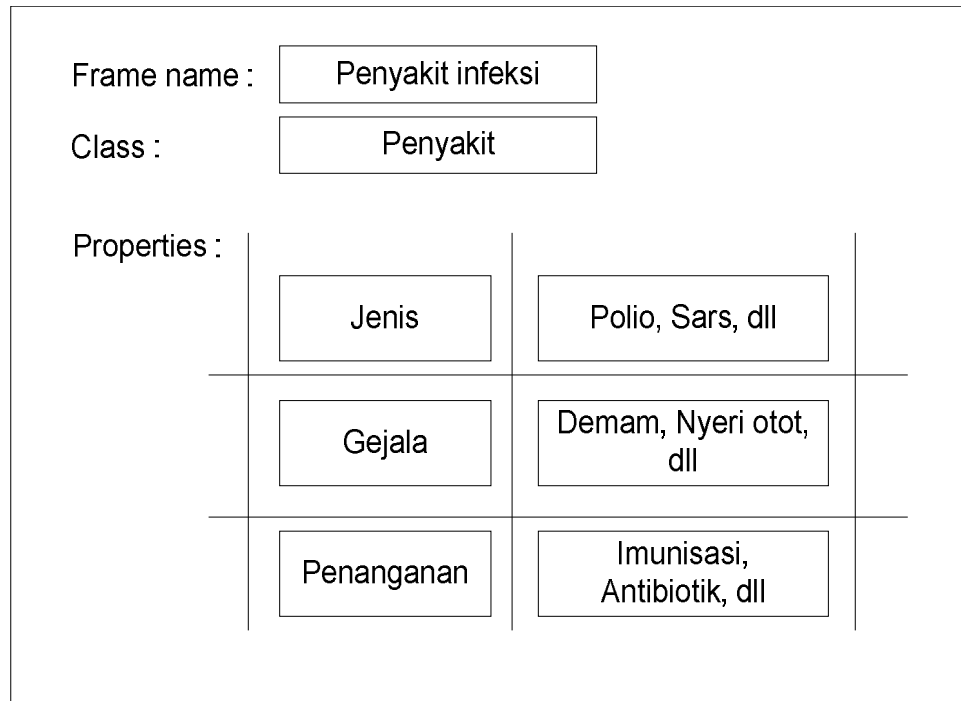 Frame name : Penyakit infeksi
Class : Penyakit
Properties :
Jenis Polio, Sars, dll
Gejala Demam, Nyeri otot,
dll
Penanganan Imunisasi,
Antibiotik, dll